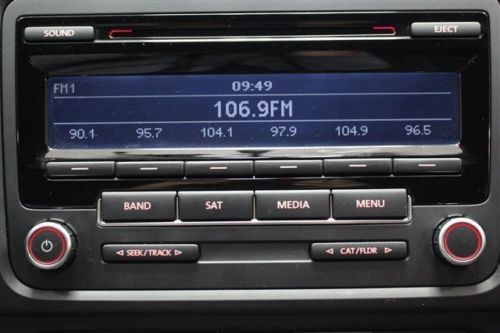 SOUND
EJECT
FM1 09:49
106.9FM
90.1 95.7 104.1 97.9 104.9 96.5
BAND SAT MEDIA MENU
SEEK/TRACK CAT/FLDR